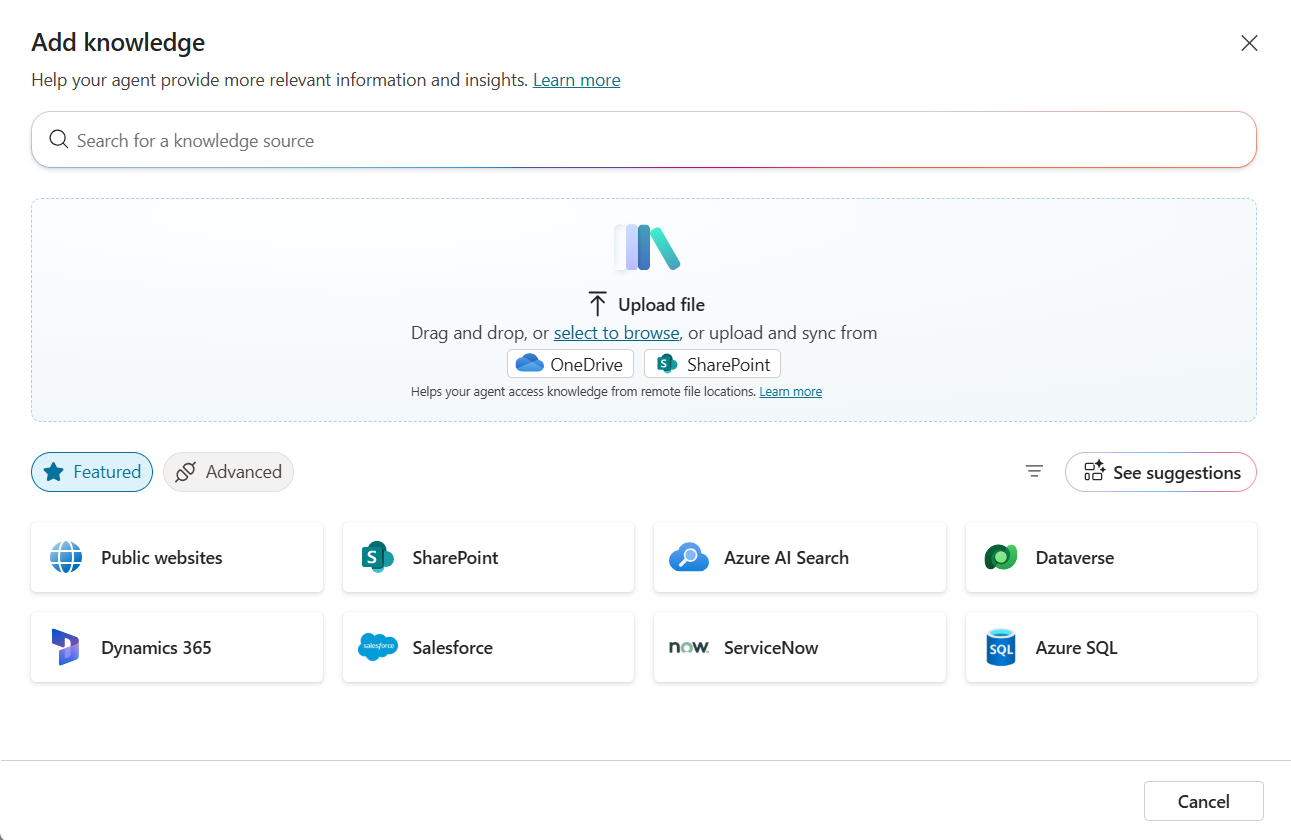 Add knowledge
Help your agent provide more relevant information and insights. Learn more
Search for a knowledge source
Upload file
Drag and drop, or select to browse, or upload and sync from
OneDrive S SharePoint
Helps your agent access knowledge from remote file locations. Learn more
Featured Advanced See suggestions
Public websites S SharePoint Azure AI Search Dataverse
Dynamics 365 salesforce Salesforce now. ServiceNow SQL Azure SQL
Cancel